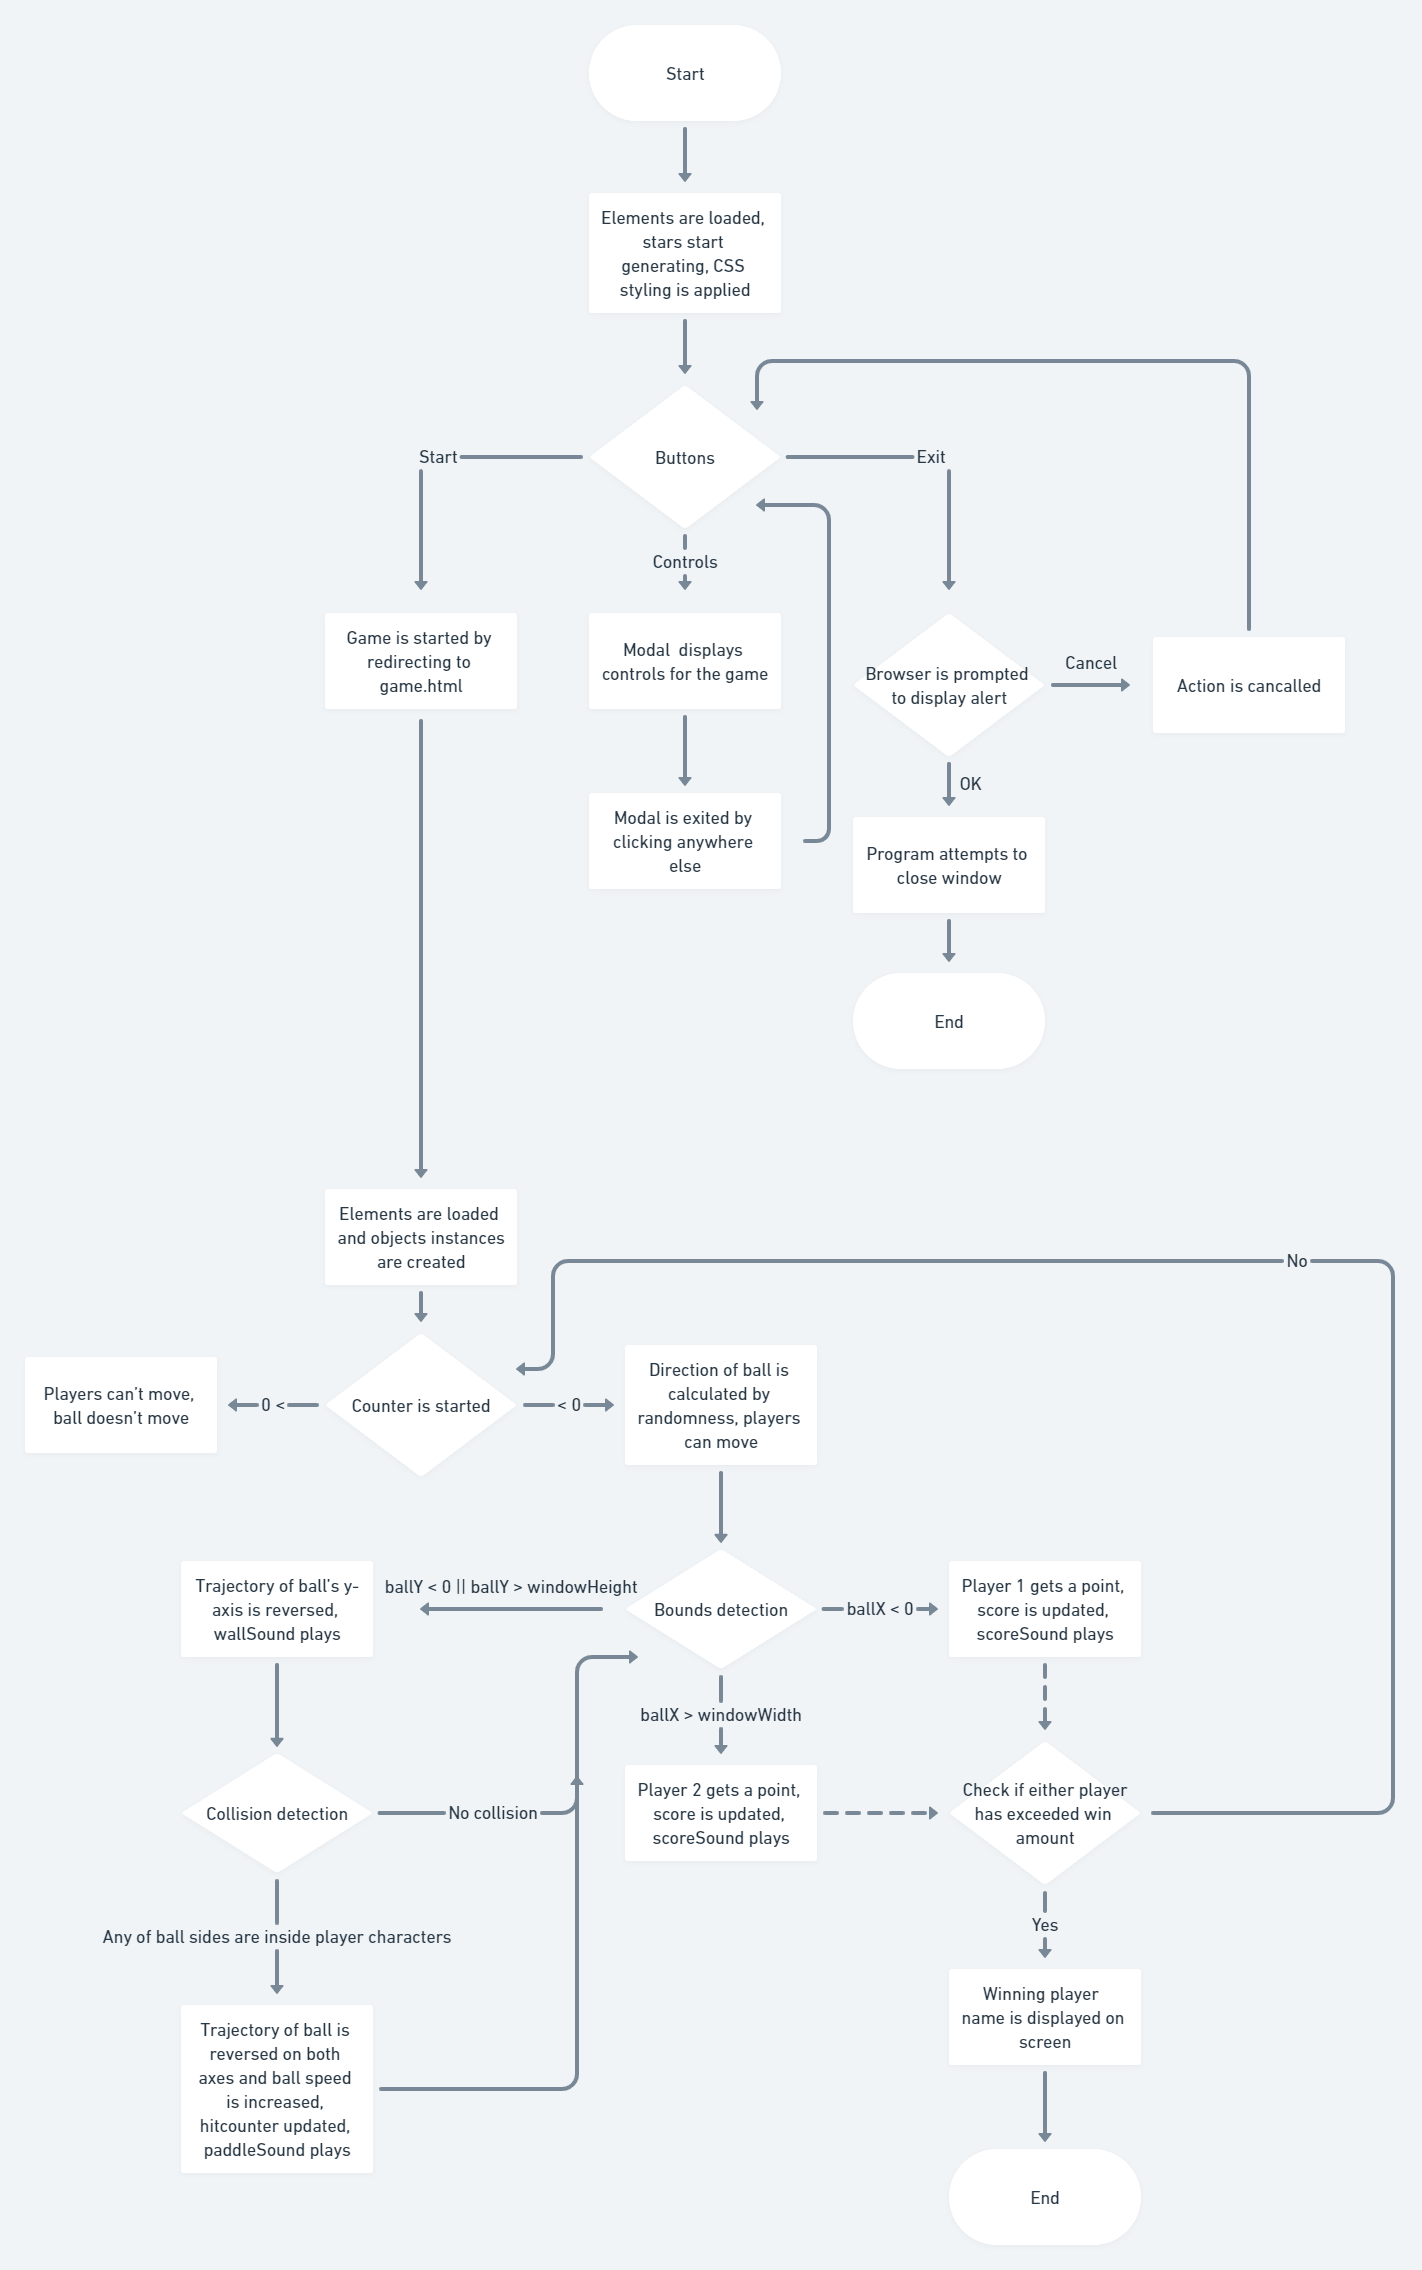 Start
Elements are loaded,
stars start
generating, CSS
styling is applied
Buttons
Start
Exit
Controls
Game is started by
redirecting to
game.html
Modal  displays
controls for the game
Browser is prompted
to display alert
Cancel
Action is cancalled
OK
Modal is exited by
clicking anywhere
else
Program attempts to
close window
End
Elements are loaded
and objects instances
are created
No
Players can't move,
ball doesn't move
0 <
Counter is started
< 0
Direction of ball is
calculated by
randomness, players
can move
Trajectory of ball's y-
axis is reversed,
wallSound plays
ballY < 0 || ballY > windowHeight
Bounds detection
ballX < 0
Player 1 gets a point,
score is updated,
scoreSound plays
ballX > windowWidth
Collision detection
No collision
Player 2 gets a point,
score is updated,
scoreSound plays
Check if either player
has exceeded win
amount
Any of ball sides are inside player characters
Yes
Trajectory of ball is
reversed on both
axes and ball speed
is increased,
hitcounter updated,
paddleSound plays
Winning player
name is displayed on
screen
End